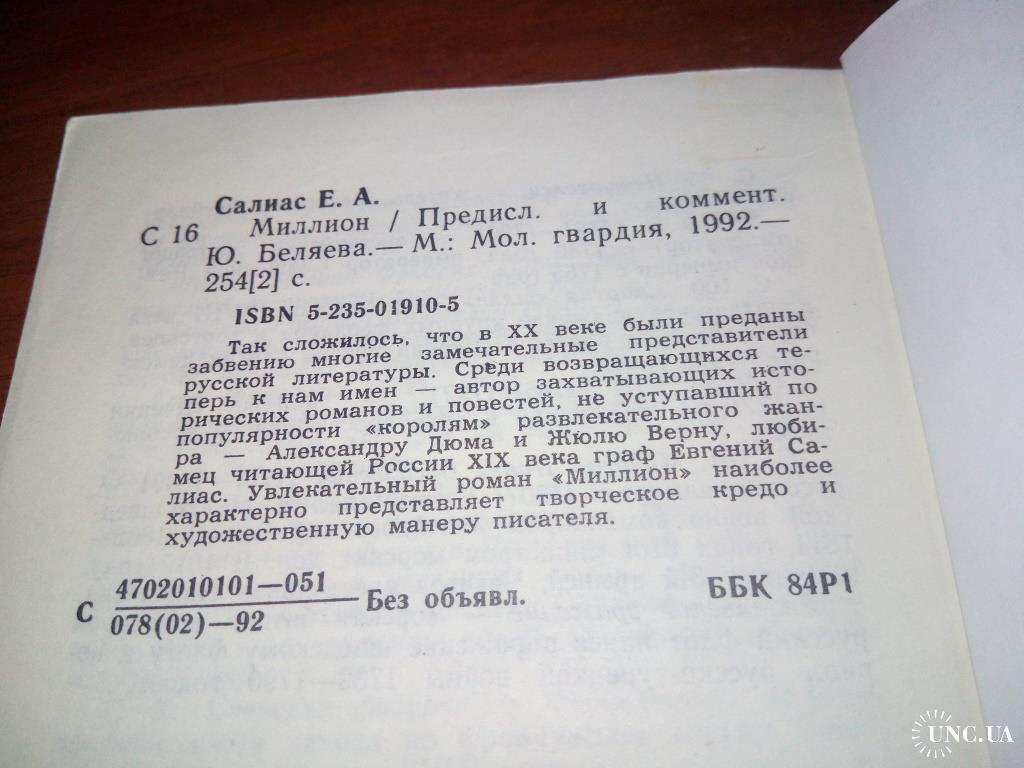 Салиас Е. А.
С 16 Миллион / Предисл. и коммент.
Ю. Беляева.— М.: Мол. гвардия, 1992.—
254[2] с.
ISBN 5-235-01910-5
Так сложилось, что в XX веке были преданы
забвению многие замечательные представители
русской литературы. Среди возвращающихся те-
перь к нам имен — автор захватывающих исто-
рических романов и повестей, не уступавший по
популярности «королям» развлекательного жан-
ра — Александру Дюма и Жюлю Верну, люби-
мец читающей России XIX века граф Евгений Са-
лиас. Увлекательный роман «Миллион» наиболее
характерно представляет творческое кредо и
художественную манеру писателя.
С 4702010101—051
078(02)—92
Без объявл.
ББК 84Р1
UNC.UA